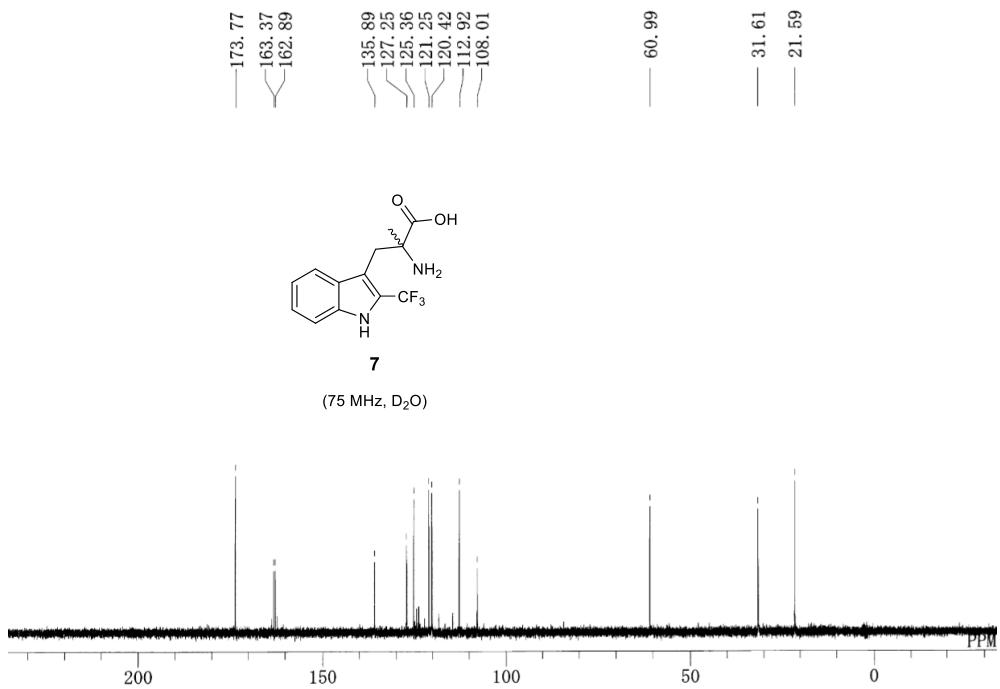 173.77
163.37
162.89
135.89
127.25
125.36
121.25
120.42
112.92
108.01
60.99
31.61
21.59
O
OH
NH2
CF3
N
H
7
(75 MHz, D2O)
PPM
200 150 100 50 0